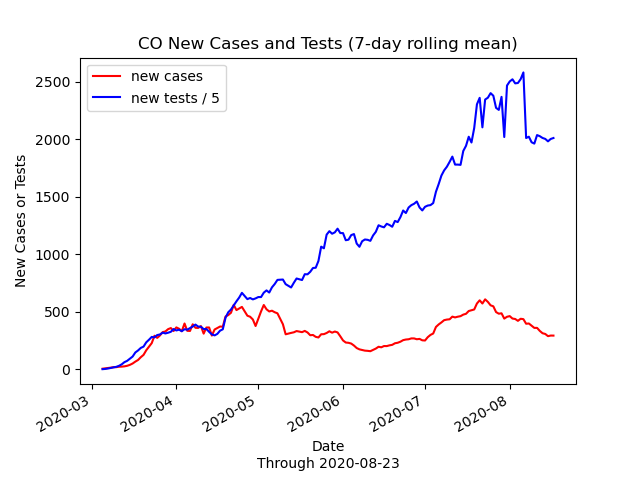 CO New Cases and Tests (7-day rolling mean)
new cases
new tests / 5
New Cases or Tests
2500
2000
1500
1000
500
0
2020-03
2020-04
2020-05
2020-06
2020-07
2020-08
Date
Through 2020-08-23